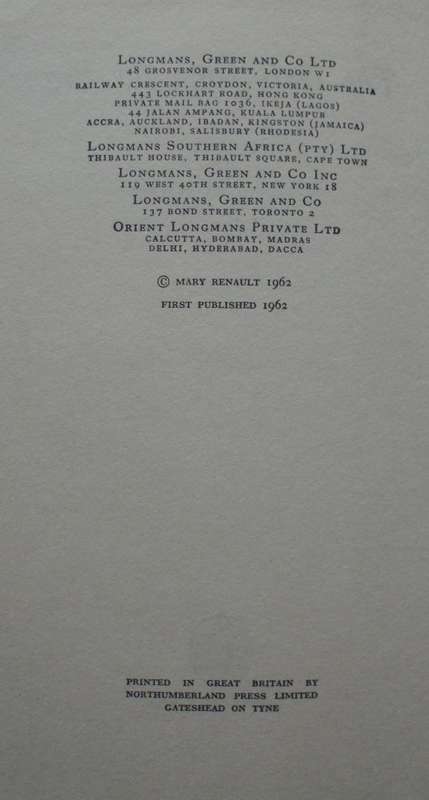 LONGMANS, GREEN AND CO LTD
48 GROSVENOR STREET, LONDON W1
RAILWAY CRESCENT, CROYDON, VICTORIA, AUSTRALIA
443 LOCKHART ROAD, HONG KONG
PRIVATE MAIL BAG 1036, IKEJA (LAGOS)
44 JALAN AMPANG, KUALA LUMPUR
ACCRA, AUCKLAND, IBADAN, KINGSTON (JAMAICA)
NAIROBI, SALISBURY (RHODESIA)
LONGMANS SOUTHERN AFRICA (PTY) LTD
THIBAULT HOUSE, THIBAULT SQUARE, CAPE TOWN
LONGMANS, GREEN AND CO INC
119 WEST 40TH STREET, NEW YORK 18
LONGMANS, GREEN AND CO
137 BOND STREET, TORONTO 2
ORIENT LONGMANS PRIVATE LTD
CALCUTTA, BOMBAY, MADRAS
DELHI, HYDERABAD, DACCA
© MARY RENAULT 1962
FIRST PUBLISHED 1962
PRINTED IN GREAT BRITAIN BY
NORTHUMBERLAND PRESS LIMITED
GATESHEAD ON TYNE